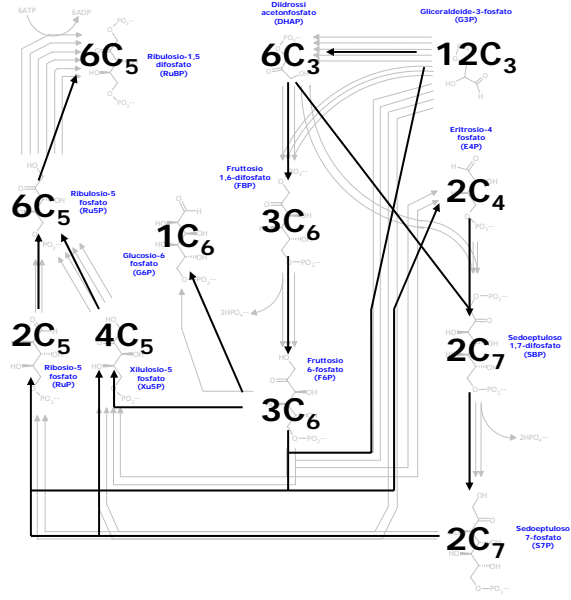 6ATP
6ADP
PO₃--
6C₅
Ribulosio-1,5
difosfato
(RuBP)
Diidrossi
acetonfosfato
(DHAP)
6C₃
Gliceraldeide-3-fosfato
(G3P)
12C₃
Eritrosio-4
fosfato
(E4P)
2C₄
Fruttosio
1,6-difosfato
(FBP)
3C₆
Ribulosio-5
fosfato
(Ru5P)
6C₅
1C₆
Glucosio-6
fosfato
(G6P)
3HPO₄--
2C₅
Ribosio-5
fosfato
(RuP)
4C₅
Xilulosio-5
fosfato
(Xu5P)
Fruttosio
6-fosfato
(F6P)
3C₆
2C₇
Sedoeptuloso
1,7-difosfato
(SBP)
2HPO₄--
2C₇
Sedoeptuloso
7-fosfato
(S7P)